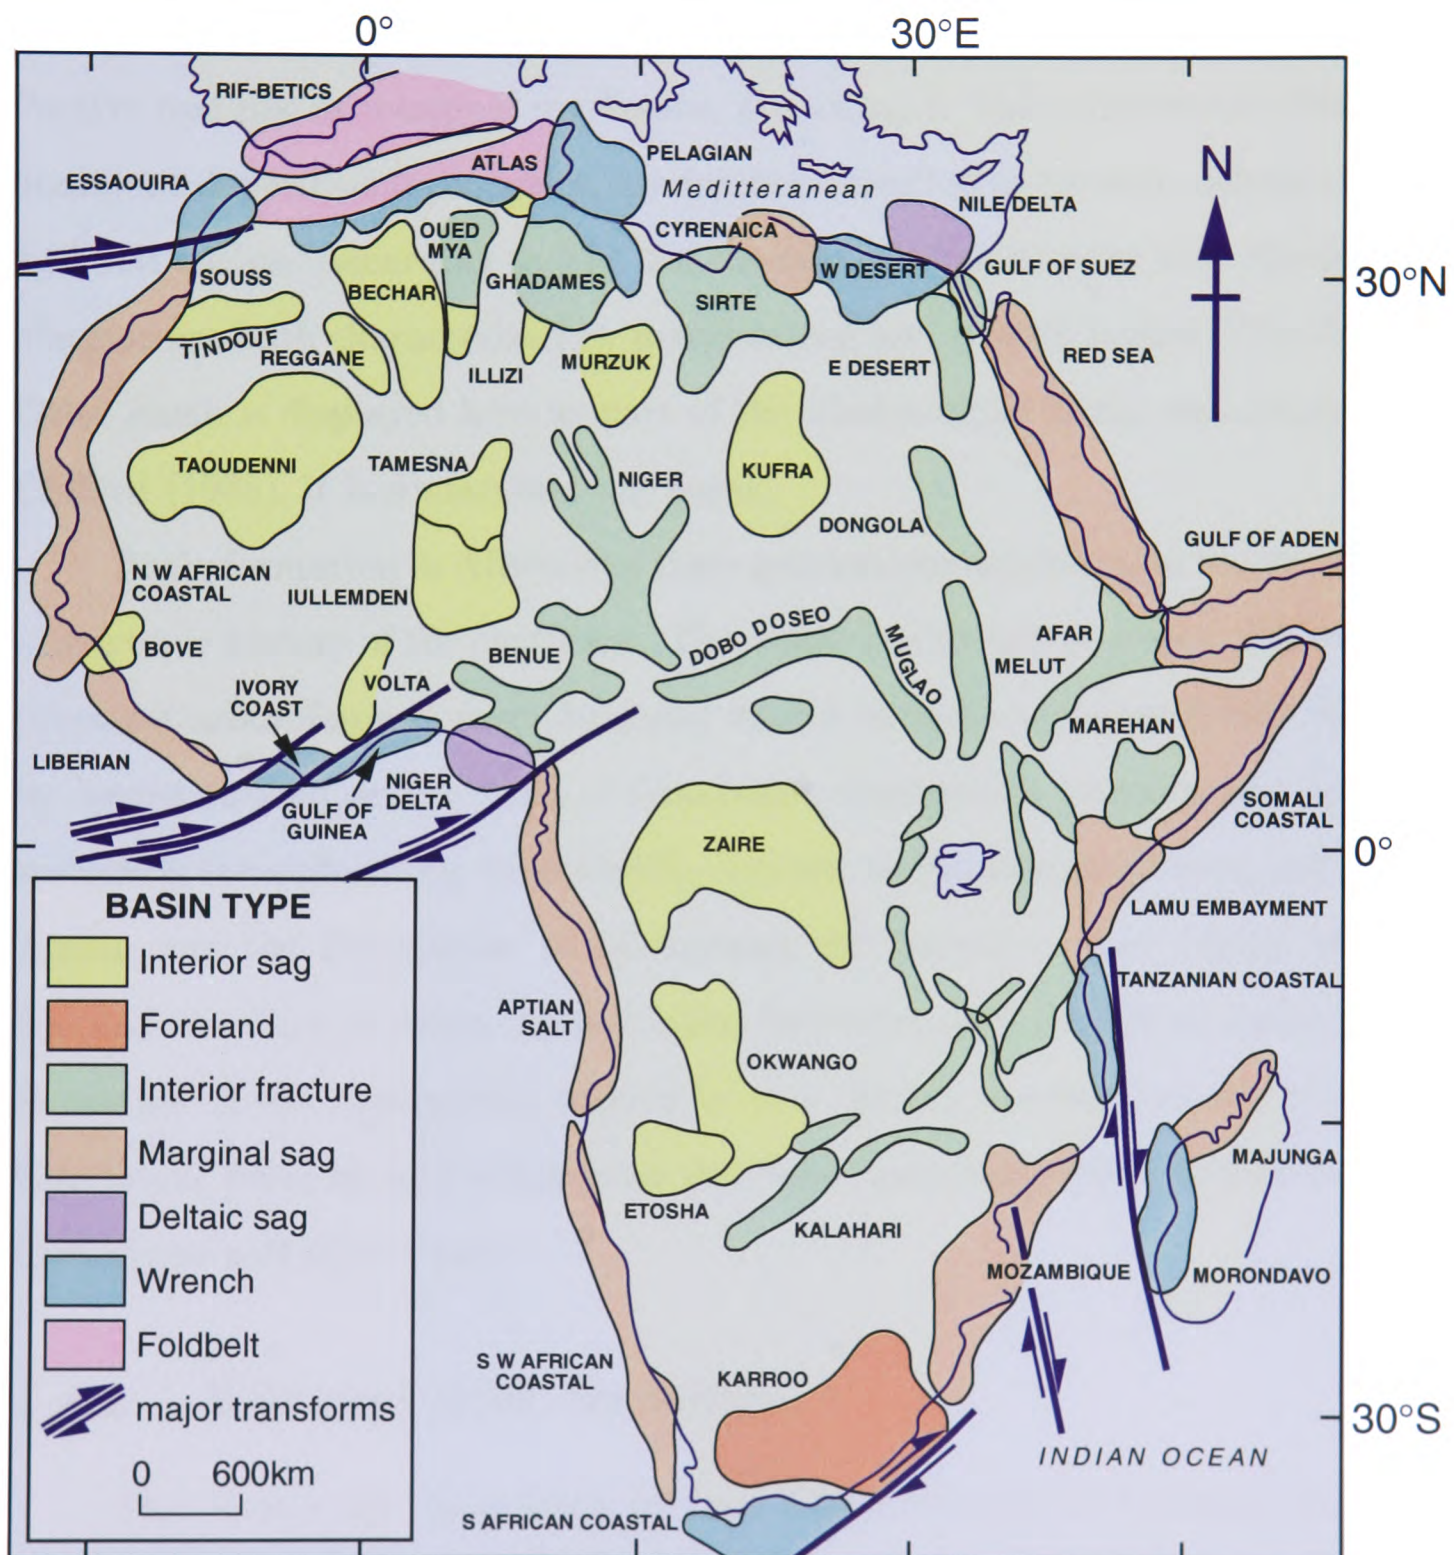 0°
30°E
RIF-BETICS
ATLAS
PELAGIAN
ESSAOUIRA
Meditteranean
NILE DELTA
OUED
MYA
CYRENAICA
GULF OF SUEZ
W DESERT
30°N
SOUSS
BECHAR
GHADAMES
SIRTE
TINDOUF
REGGANE
ILLIZI
MURZUK
E DESERT
RED SEA
N
TAOUDENNI
TAMESNA
NIGER
KUFRA
DONGOLA
GULF OF ADEN
N W AFRICAN
COASTAL
IULLEMDEN
BOVE
BENUE
DOBO DOSEO
MUGLAO
AFAR
MELUT
IVORY
COAST
VOLTA
MAREHAN
LIBERIAN
NIGER
DELTA
GULF OF
GUINEA
SOMALI
COASTAL
ZAIRE
0°
LAMU EMBAYMENT
TANZANIAN COASTAL
APTIAN
SALT
OKWANGO
MAJUNGA
ETOSHA
KALAHARI
MOZAMBIQUE
MORONDAVO
S W AFRICAN
COASTAL
KARROO
30°S
INDIAN OCEAN
S AFRICAN COASTAL
BASIN TYPE
Interior sag
Foreland
Interior fracture
Marginal sag
Deltaic sag
Wrench
Foldbelt
major transforms
0 600km